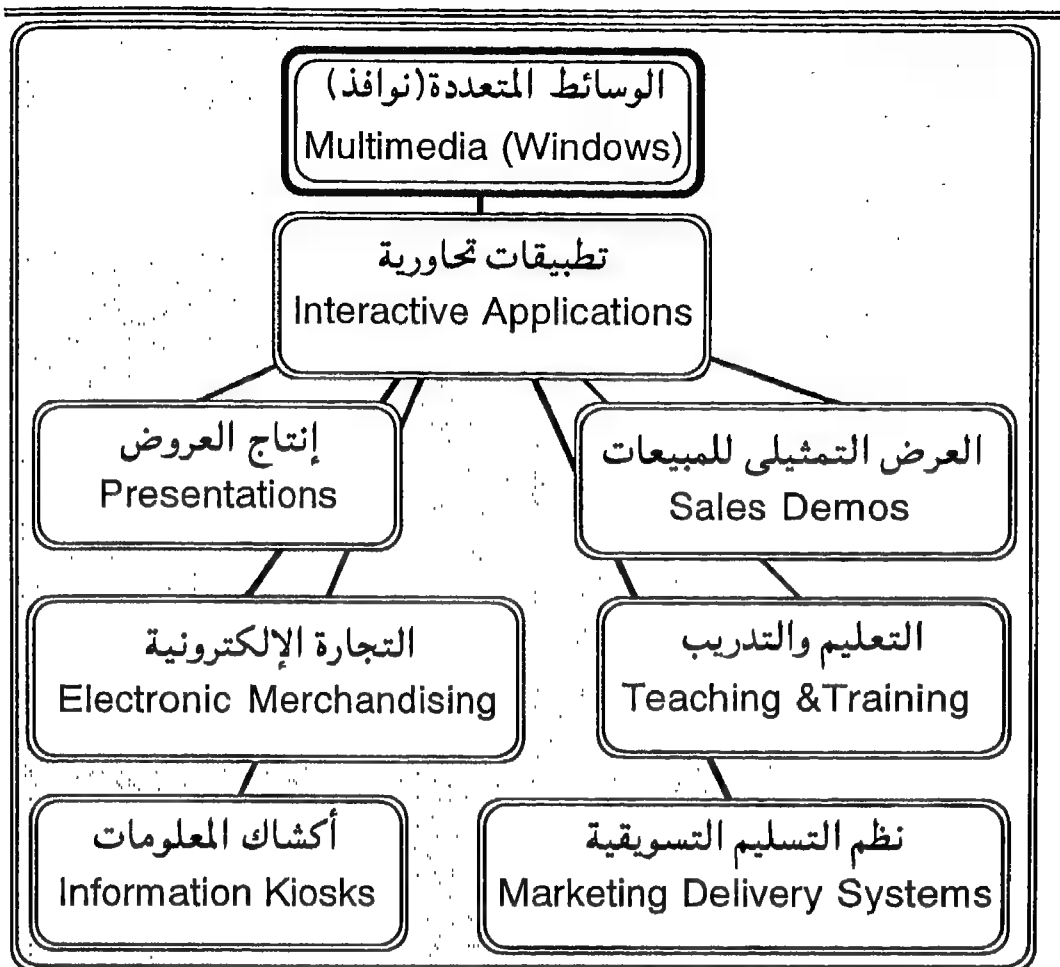 الوسائط المتعددة(نوافذ)
Multimedia (Windows)
تطبيقات تحاورية
Interactive Applications
إنتاج العروض
Presentations
العرض التمثيلى للمبيعات
Sales Demos
التجارة الإلكترونية
Electronic Merchandising
التعليم والتدريب
Teaching &Training
أكشاك المعلومات
Information Kiosks
نظم التسليم التسويقية
Marketing Delivery Systems